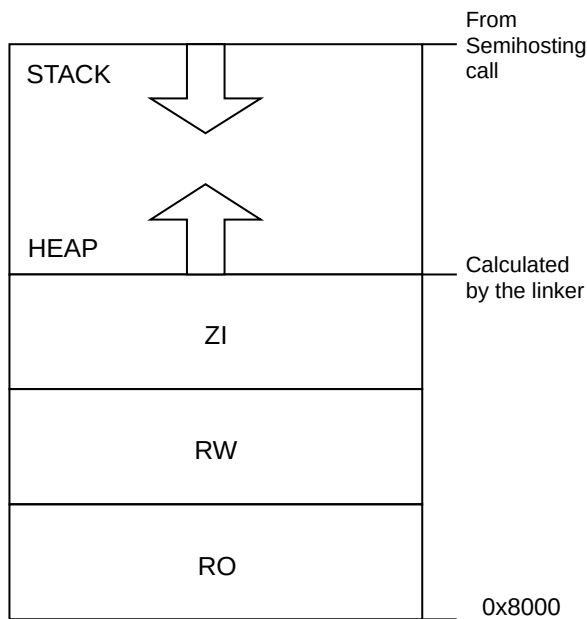 From
Semihosting
call
STACK
HEAP
Calculated
by the linker
ZI
RW
RO
0x8000